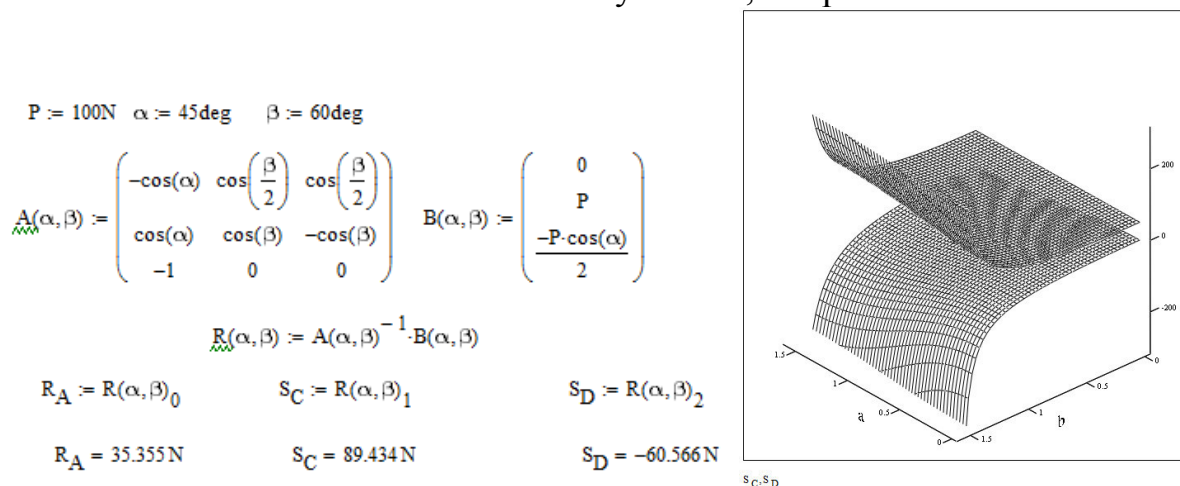 P := 100N α := 45deg β := 60deg
A(α,β) := ( -cos(α) cos(β/2) cos(β/2) cos(α) cos(β) -cos(β) -1 0 0 ) B(α,β) := ( 0 P -P·cos(α)/2 )
R(α,β) := A(α,β)^-1·B(α,β)
R_A := R(α,β)_0 S_C := R(α,β)_1 S_D := R(α,β)_2
R_A = 35.355N S_C = 89.434N S_D = -60.566N
200
0
-200
1.5
1
0.5
0
a
0
0.5
1
1.5
b
S_C,S_D